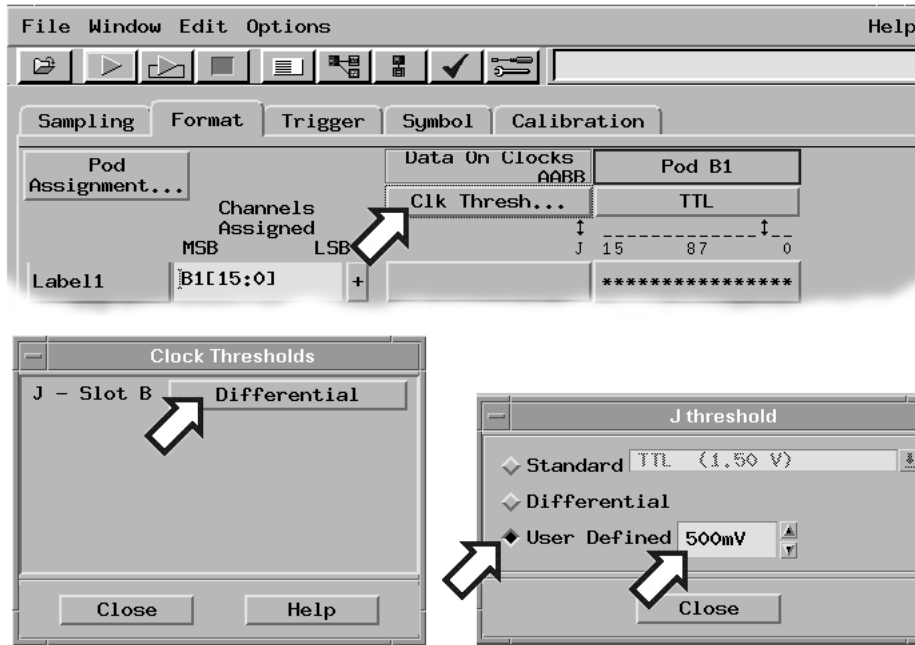 File Window Edit Options Help
Sampling Format Trigger Symbol Calibration
Pod Assignment...
Data On Clocks
AABB
Pod B1
Clk Thresh...
TTL
Channels
Assigned
MSB LSB
J 15 87 0
Label1 B1[15:0] + ****************
Clock Thresholds
J - Slot B Differential
Close Help
J threshold
Standard TTL (1.50 V)
Differential
User Defined 500mV
Close